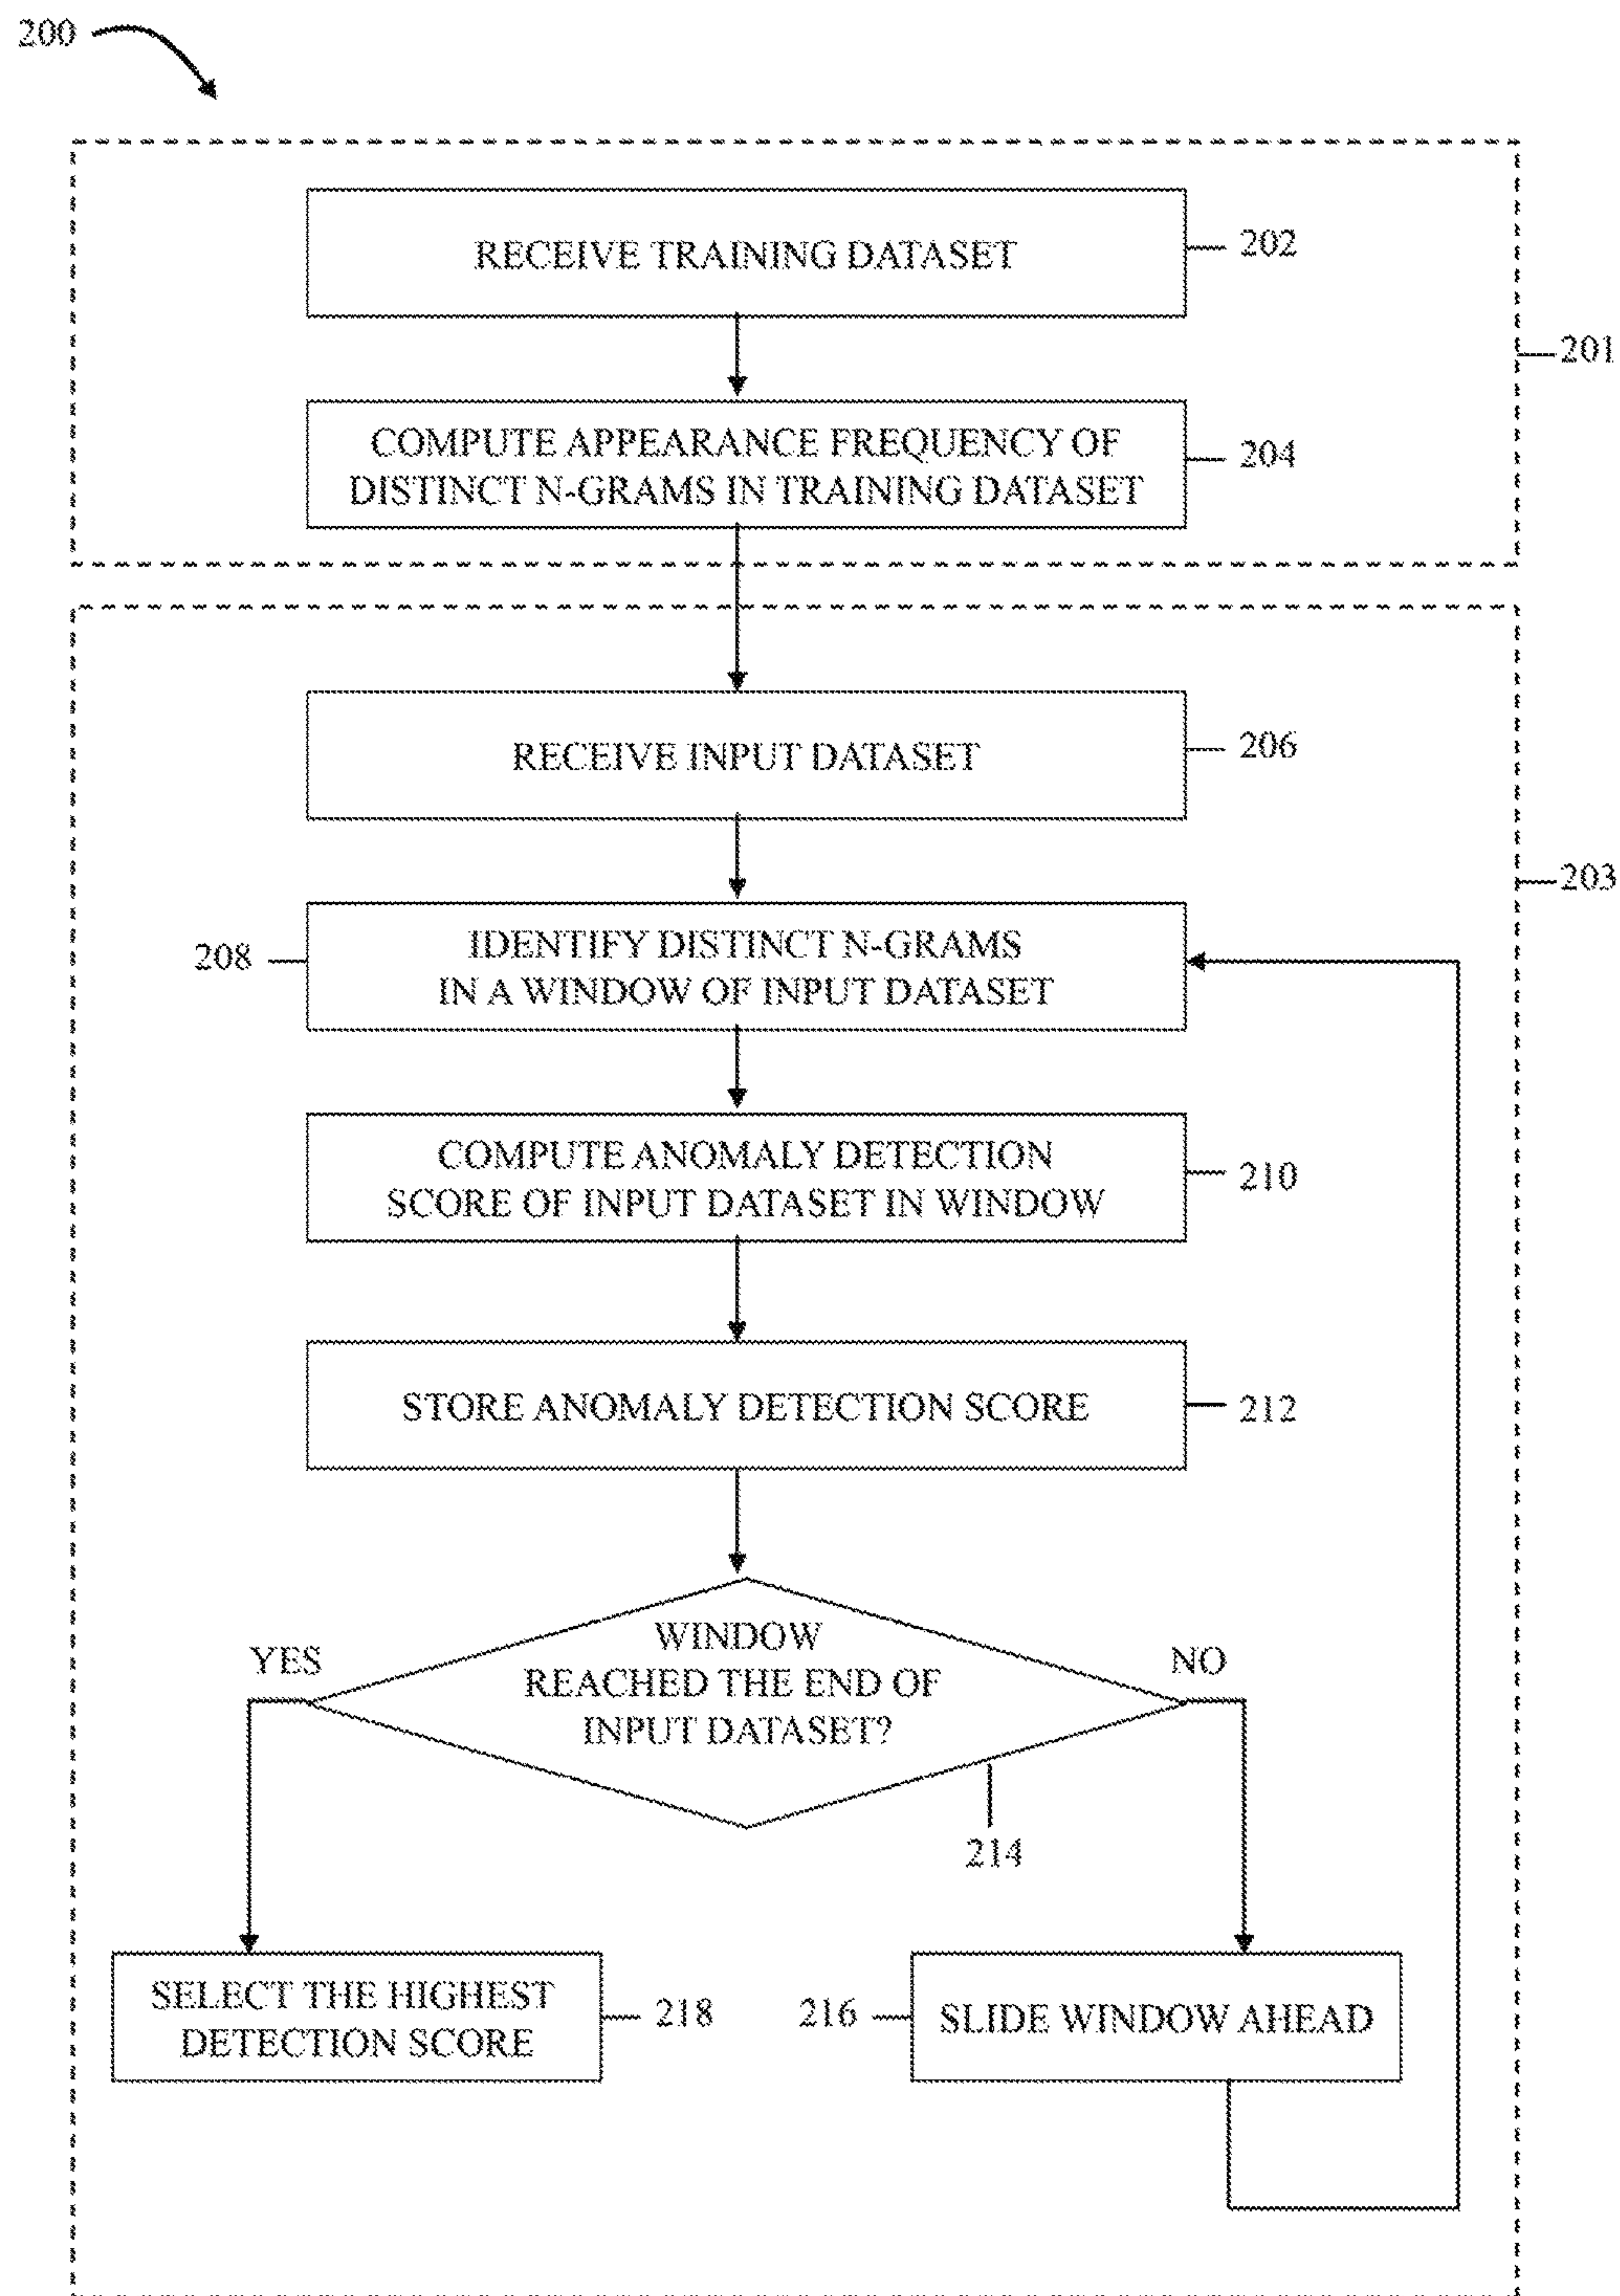 200
RECEIVE TRAINING DATASET
202
201
COMPUTE APPEARANCE FREQUENCY OF
DISTINCT N-GRAMS IN TRAINING DATASET
204
RECEIVE INPUT DATASET
206
203
208
IDENTIFY DISTINCT N-GRAMS
IN A WINDOW OF INPUT DATASET
COMPUTE ANOMALY DETECTION
SCORE OF INPUT DATASET IN WINDOW
210
STORE ANOMALY DETECTION SCORE
212
YES
WINDOW
REACHED THE END OF
INPUT DATASET?
NO
214
SELECT THE HIGHEST
DETECTION SCORE
218
216
SLIDE WINDOW AHEAD